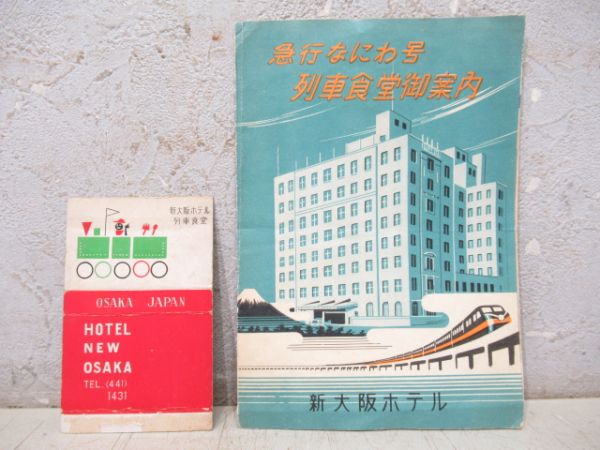 新大阪ホテル
列車食堂
OSAKA JAPAN
HOTEL
NEW
OSAKA
TEL. (441)
1431
急行なにわ号
列車食堂御案内
新大阪ホテル